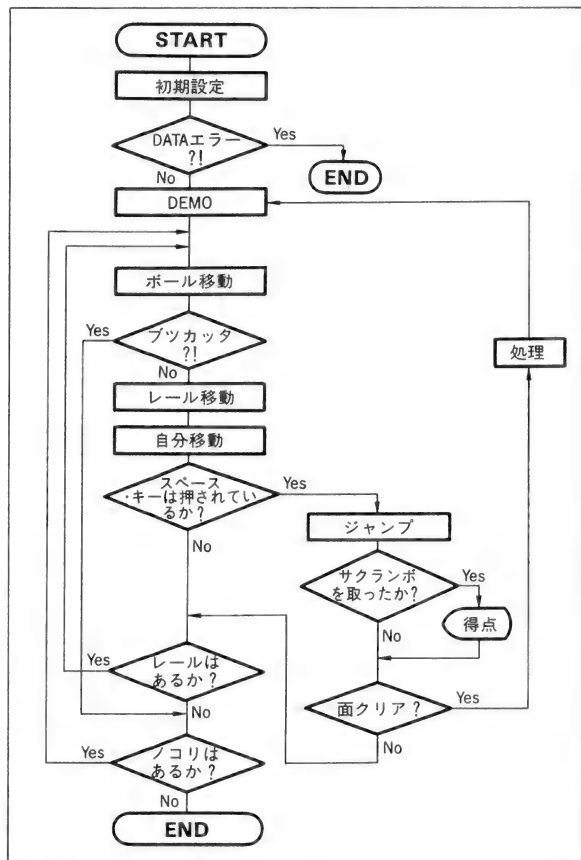 START
初期設定
DATAエラー
?!
Yes
No
END
DEMO
ボール移動
Yes
ブツカッタ
?!
処理
No
レール移動
自分移動
スペース
・キーは押されてい
るか?
Yes
ジャンプ
No
サクランボ
を取ったか?
Yes
得点
No
レールは
あるか?
Yes
面クリア?
Yes
No
No
ノコリは
あるか?
Yes
No
END